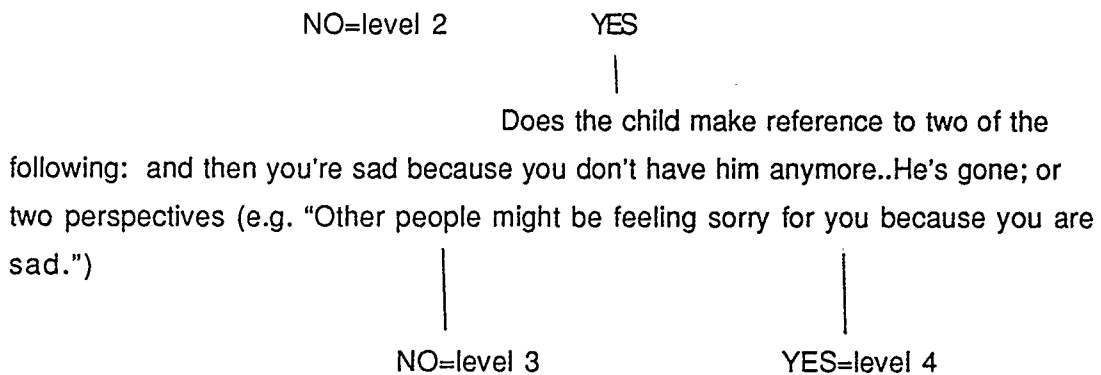 NO=level 2 YES
Does the child make reference to two of the
following: and then you're sad because you don't have him anymore..He's gone; or
two perspectives (e.g. “Other people might be feeling sorry for you because you are
sad.”)
NO=level 3 YES=level 4